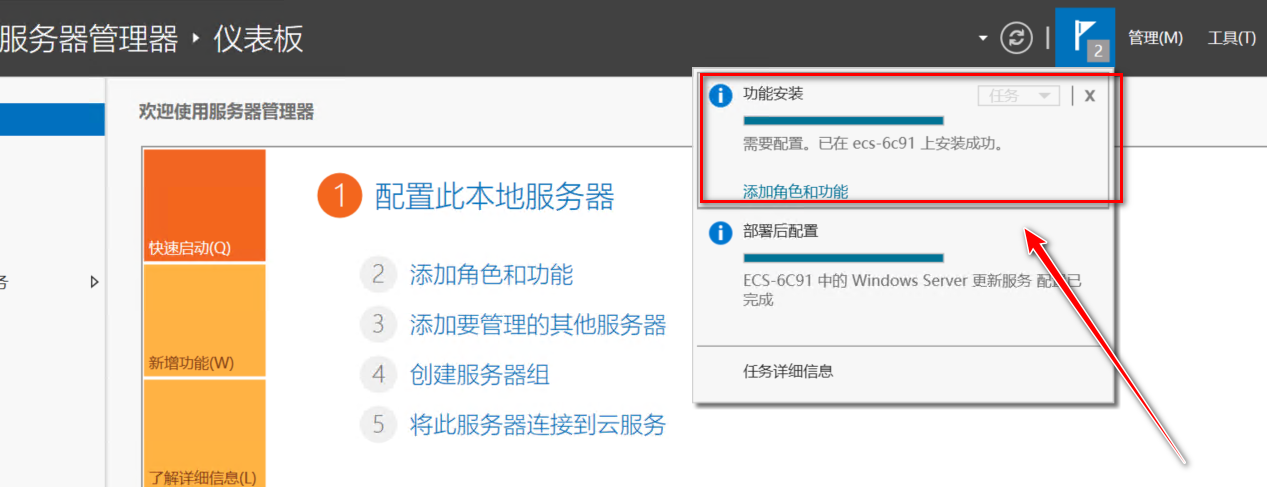 服务器管理器 ‣ 仪表板
2
管理(M)
工具(T)
欢迎使用服务器管理器
快速启动(Q)
新增功能(W)
了解详细信息(L)
1 配置此本地服务器
2 添加角色和功能
3 添加要管理的其他服务器
4 创建服务器组
5 将此服务器连接到云服务
务
功能安装
任务
X
需要配置。已在 ecs-6c91 上安装成功。
添加角色和功能
部署后配置
ECS-6C91 中的 Windows Server 更新服务 配置已
完成
任务详细信息